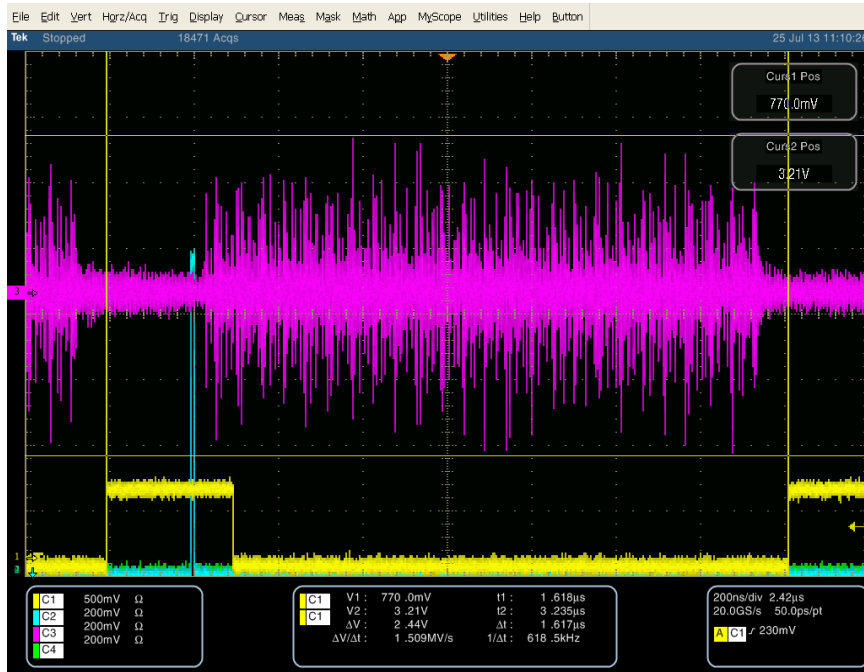 File Edit Vert Horz/Acq Trig Display Cursor Meas Mask Math App MyScope Utilities Help Button
Tek Stopped 18471 Acqs 25 Jul 13 11:10:26
Curs1 Pos
770.0mV
Curs2 Pos
3.21V
3
1
2
C1 500mV Ω
C2 200mV Ω
C3 200mV Ω
C4 200mV Ω
C1 V1 : 770 .0mV t1 : 1 .618µs
C1 V2 : 3 .21V t2 : 3 .235µs
ΔV : 2 .44V Δt : 1 .617µs
ΔV/Δt : 1 .509MV/s 1/Δt : 618 .5kHz
200ns/div 2.42µs
20.0GS/s 50.0ps/pt
A C1 230mV